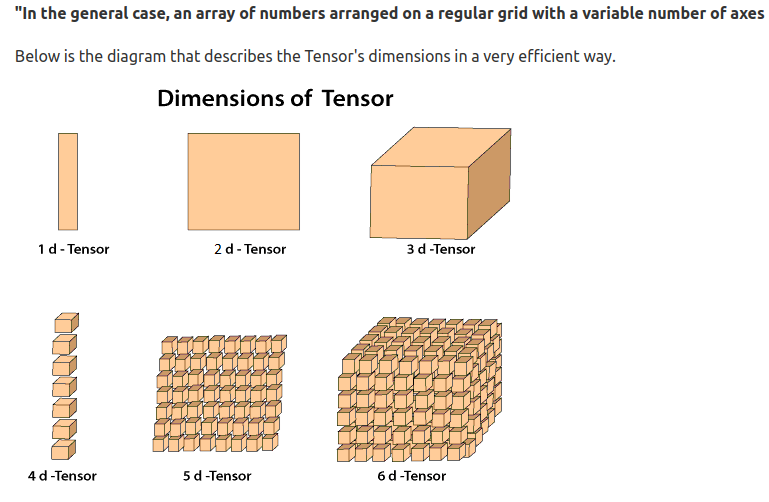 "In the general case, an array of numbers arranged on a regular grid with a variable number of axes
Below is the diagram that describes the Tensor's dimensions in a very efficient way.
Dimensions of Tensor
1 d - Tensor
2 d - Tensor
3 d -Tensor
4 d -Tensor
5 d -Tensor
6 d -Tensor